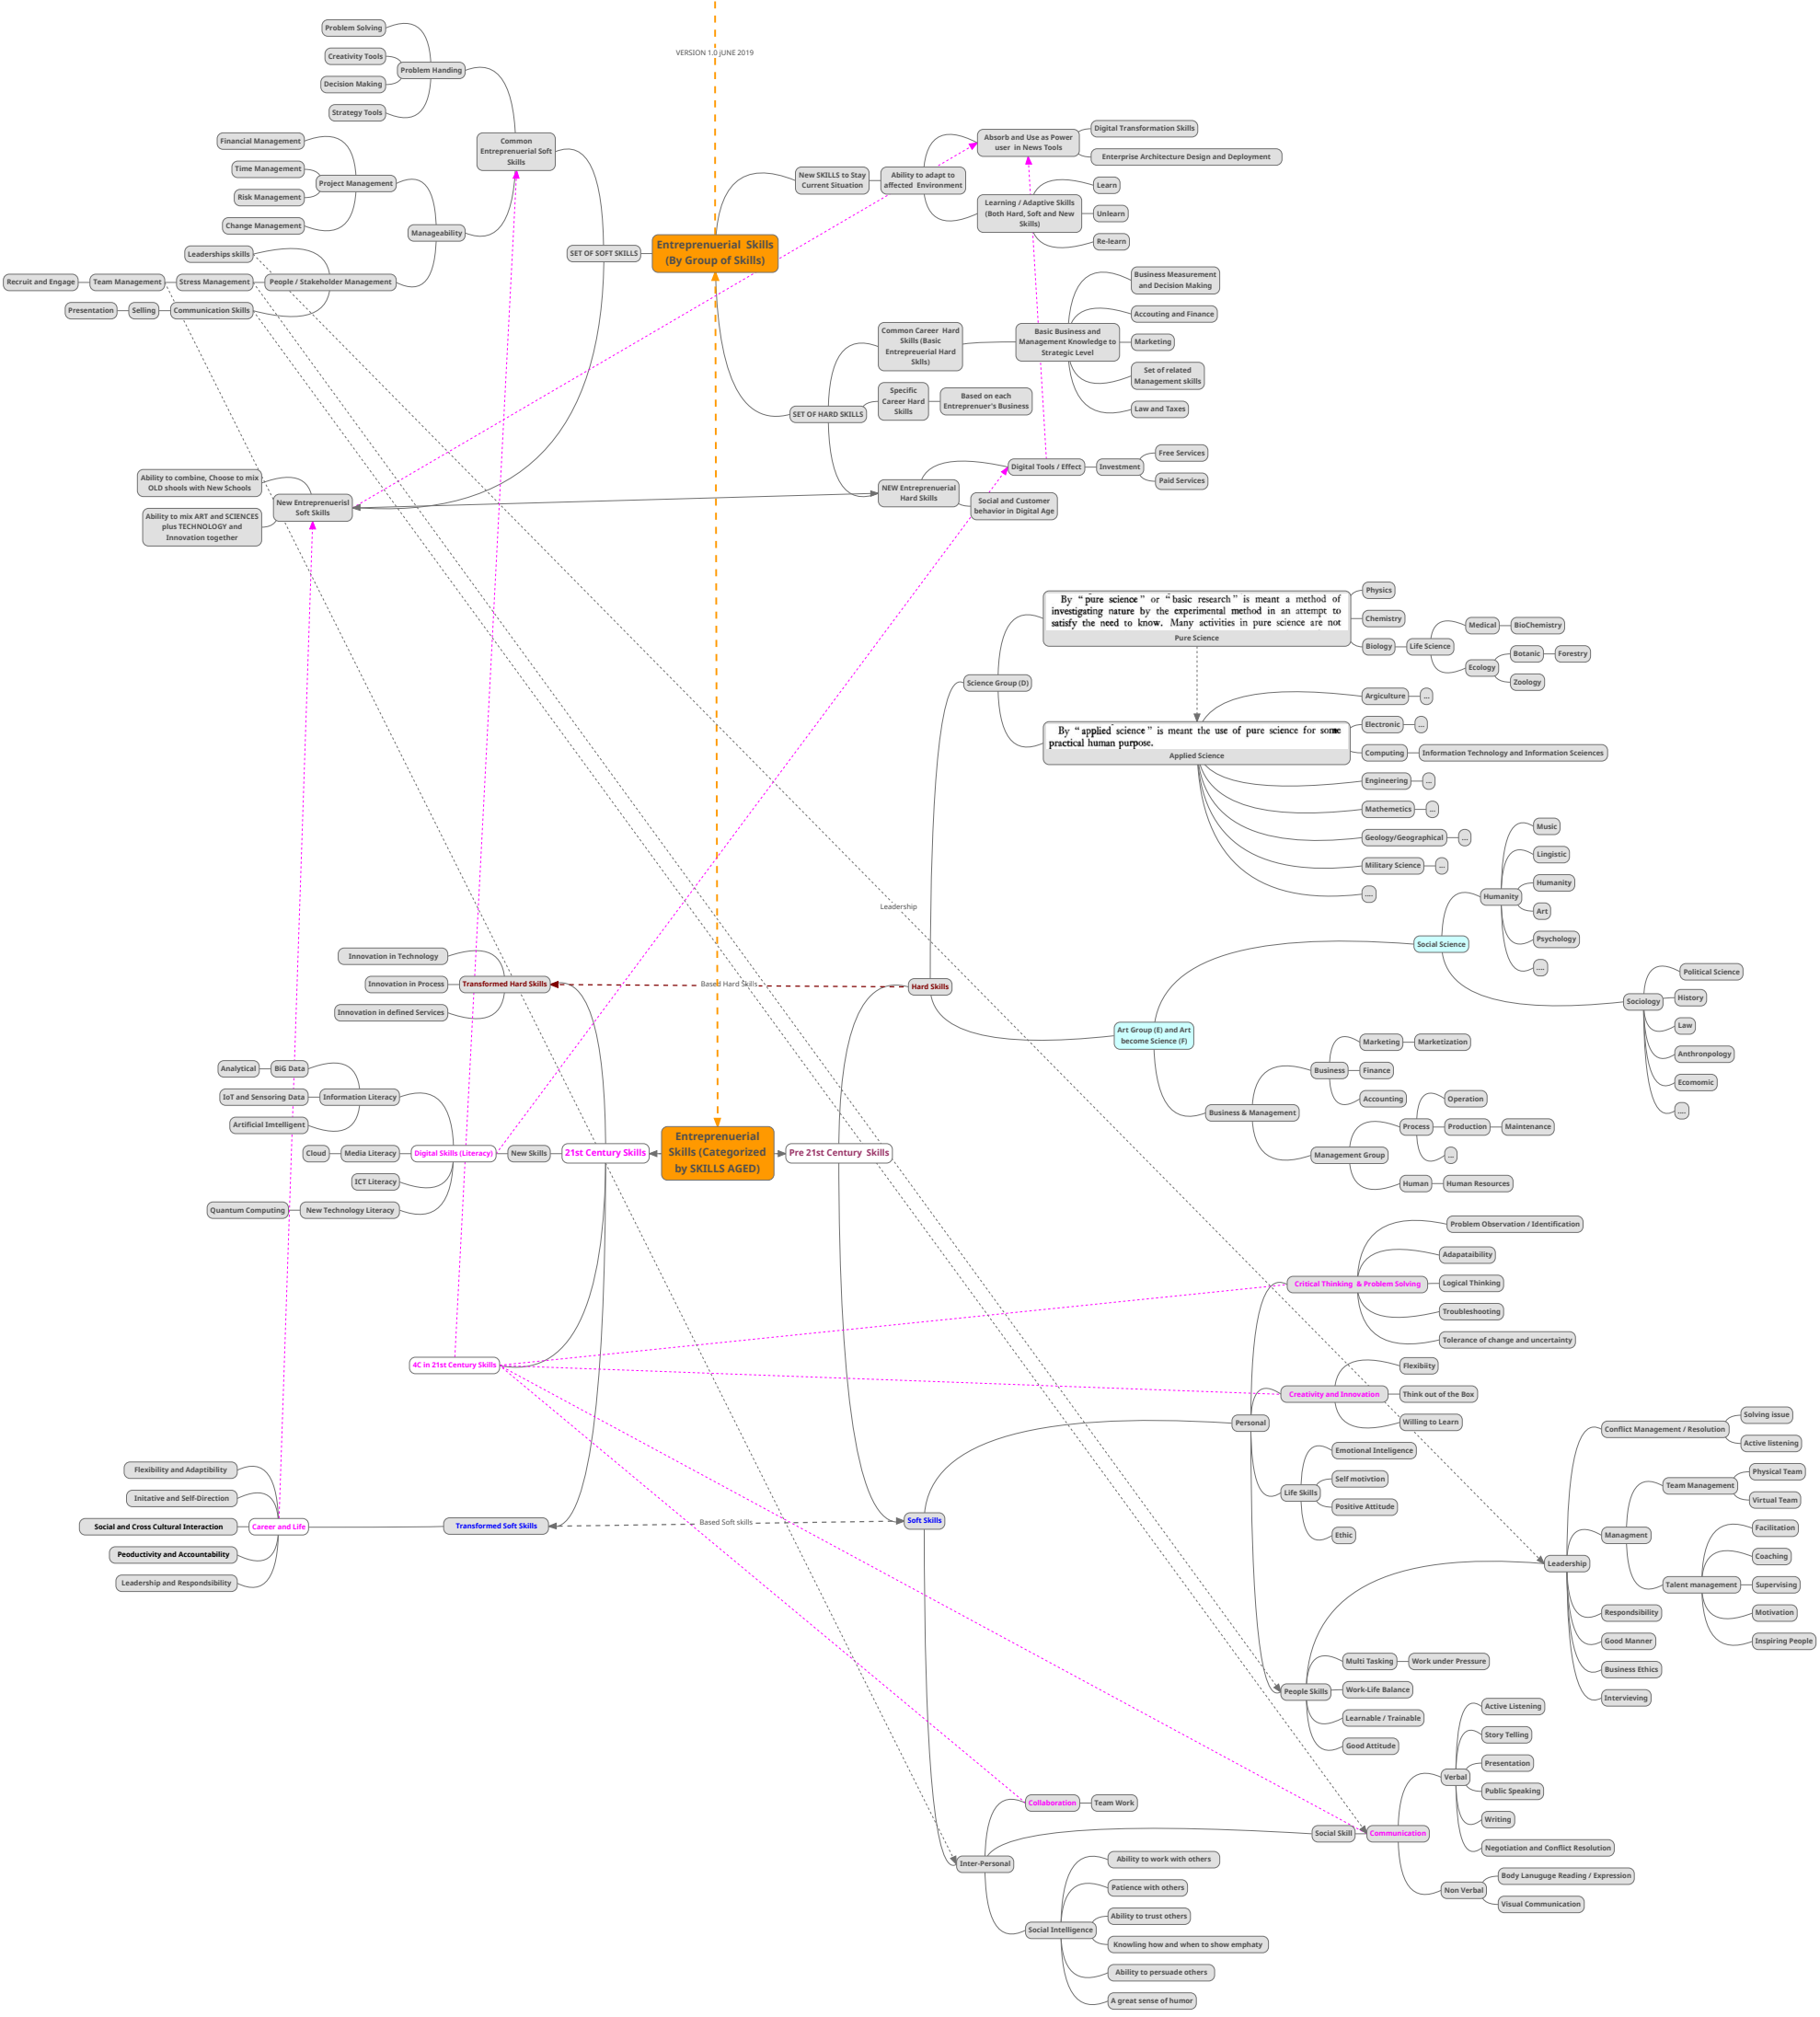 VERSION 1.0 jUNE 2019
Entreprenuerial Skills
(By Group of Skills)
SET OF SOFT SKILLS
Common
Entreprenuerial Soft
Skills
Problem Handing
Problem Solving
Creativity Tools
Decision Making
Strategy Tools
Manageability
Project Management
Financial Management
Time Management
Risk Management
Change Management
People / Stakeholder Management
Leaderships skills
Stress Management
Team Management
Recruit and Engage
Communication Skills
Selling
Presentation
New Entreprenuerisl
Soft Skills
Ability to combine, Choose to mix
OLD shools with New Schools
Ability to mix ART and SCIENCES
plus TECHNOLOGY and
Innovation together
New SKILLS to Stay
Current Situation
Ability to adapt to
affected Environment
Absorb and Use as Power
user in News Tools
Digital Transformation Skills
Enterprise Architecture Design and Deployment
Learning / Adaptive Skills
(Both Hard, Soft and New
Skills)
Learn
Unlearn
Re-learn
SET OF HARD SKILLS
Common Career Hard
Skills (Basic
Entrepreuerial Hard
Sklls)
Basic Business and
Management Knowledge to
Strategic Level
Business Measurement
and Decision Making
Accouting and Finance
Marketing
Set of related
Management skills
Law and Taxes
Specific
Career Hard
Skills
Based on each
Entreprenuer's Business
NEW Entreprenuerial
Hard Skills
Digital Tools / Effect
Investment
Free Services
Paid Services
Social and Customer
behavior in Digital Age
Entreprenuerial
Skills (Categorized
by SKILLS AGED)
Pre 21st Century Skills
Hard Skills
Science Group (D)
By “pure science” or “basic research” is meant a method of
investigating nature by the experimental method in an attempt to
satisfy the need to know. Many activities in pure science are not
Pure Science
Physics
Chemistry
Biology
Life Science
Medical
BioChemistry
Ecology
Botanic
Forestry
Zoology
By “applied science” is meant the use of pure science for some
practical human purpose.
Applied Science
Argiculture
...
Electronic
...
Computing
Information Technology and Information Sceiences
Engineering
...
Mathemetics
...
Geology/Geographical
...
Military Science
...
....
Art Group (E) and Art
become Science (F)
Social Science
Humanity
Music
Lingistic
Humanity
Art
Psychology
....
Sociology
Political Science
History
Law
Anthronpology
Ecomomic
....
Business & Management
Business
Marketing
Marketization
Finance
Accounting
Management Group
Process
Operation
Production
Maintenance
...
Human
Human Resources
Leadership
Based Hard Skills
Based Soft skills
Soft Skills
Personal
Critical Thinking & Problem Solving
Problem Observation / Identification
Adapataibility
Logical Thinking
Troubleshooting
Tolerance of change and uncertainty
Creativity and Innovation
Flexibiity
Think out of the Box
Willing to Learn
Life Skills
Emotional Inteligence
Self motivtion
Positive Attitude
Ethic
People Skills
Leadership
Conflict Management / Resolution
Solving issue
Active listening
Managment
Team Management
Physical Team
Virtual Team
Talent management
Facilitation
Coaching
Supervising
Motivation
Inspiring People
Respondsibility
Good Manner
Business Ethics
Intervieving
Multi Tasking
Work under Pressure
Work-Life Balance
Learnable / Trainable
Good Attitude
Inter-Personal
Collaboration
Team Work
Social Skill
Communication
Verbal
Active Listening
Story Telling
Presentation
Public Speaking
Writing
Negotiation and Conflict Resolution
Non Verbal
Body Lanuguge Reading / Expression
Visual Communication
Social Intelligence
Ability to work with others
Patience with others
Ability to trust others
Knowling how and when to show emphaty
Ability to persuade others
A great sense of humor
21st Century Skills
Transformed Hard Skills
Innovation in Technology
Innovation in Process
Innovation in defined Services
New Skills
Digital Skills (Literacy)
Information Literacy
BiG Data
Analytical
IoT and Sensoring Data
Artificial Imtelligent
Media Literacy
Cloud
ICT Literacy
New Technology Literacy
Quantum Computing
4C in 21st Century Skills
Transformed Soft Skills
Career and Life
Flexibility and Adaptibility
Initative and Self-Direction
Social and Cross Cultural Interaction
Peoductivity and Accountability
Leadership and Respondsibility